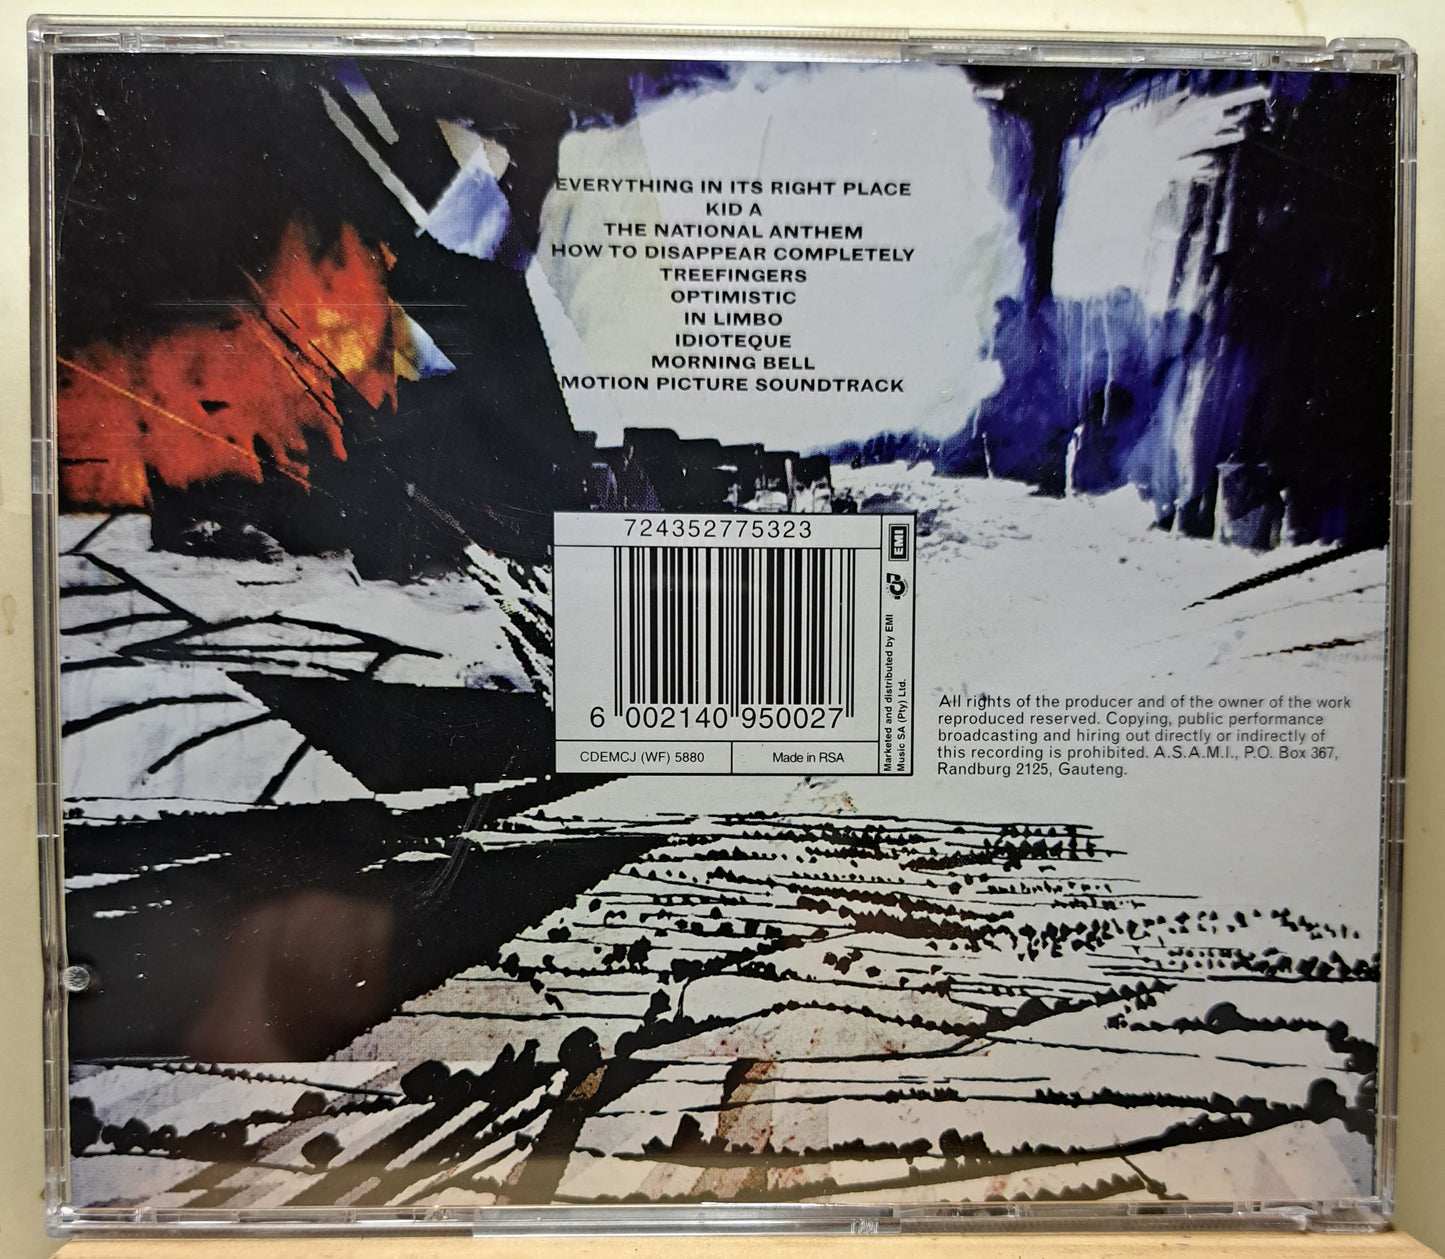 EVERYTHING IN ITS RIGHT PLACE
KID A
THE NATIONAL ANTHEM
HOW TO DISAPPEAR COMPLETELY
TREEFINGERS
OPTIMISTIC
IN LIMBO
IDIOTEQUE
MORNING BELL
MOTION PICTURE SOUNDTRACK
724352775323
6 002140 950027
CDEMCJ (WF) 5880
Made in RSA
EMI
Marketed and distributed by EMI
Music SA (Pty) Ltd.
All rights of the producer and of the owner of the work
reproduced reserved. Copying, public performance
broadcasting and hiring out directly or indirectly of
this recording is prohibited. A.S.A.M.I., P.O. Box 367,
Randburg 2125, Gauteng.